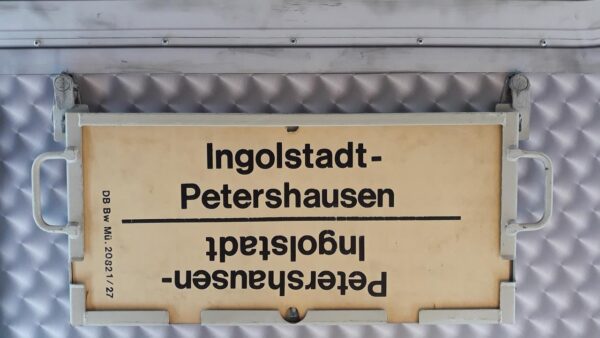 Ingolstadt-
Petershausen
Petershausen-
Ingolstadt
DB Bw Mü. 20821/27